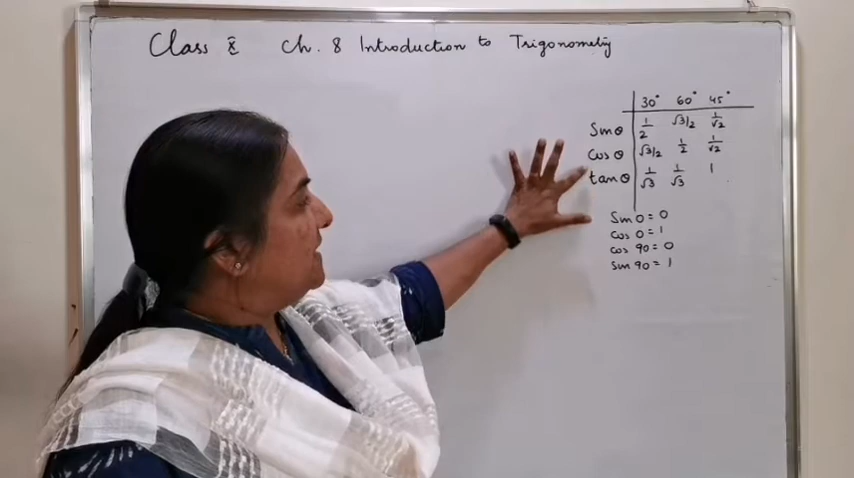 Class X Ch. 8 Introduction to Trigonometry
30° 60° 45°
Sinθ 1/2 √3/2 1/√2
Cosθ √3/2 1/2 1/√2
tanθ 1/√3 1/√3 1
Sin 0 = 0
Cos 0 = 1
Cos 90 = 0
Sin 90 = 1